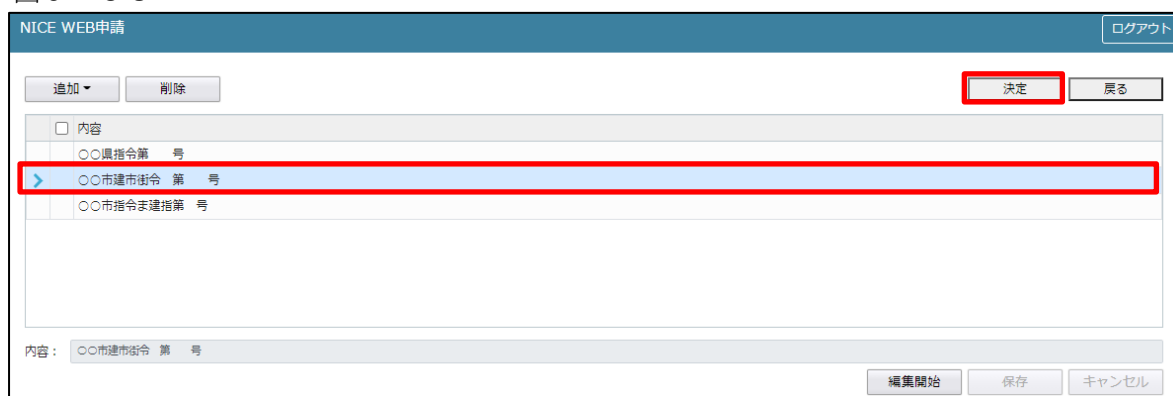 NICE WEB申請 ログアウト
追加 削除 決定 戻る
内容
○○県指令第　号
○○市建市街令　第　号
○○市指令ま建指第　号
内容： ○○市建市街令　第　号
編集開始 保存 キャンセル